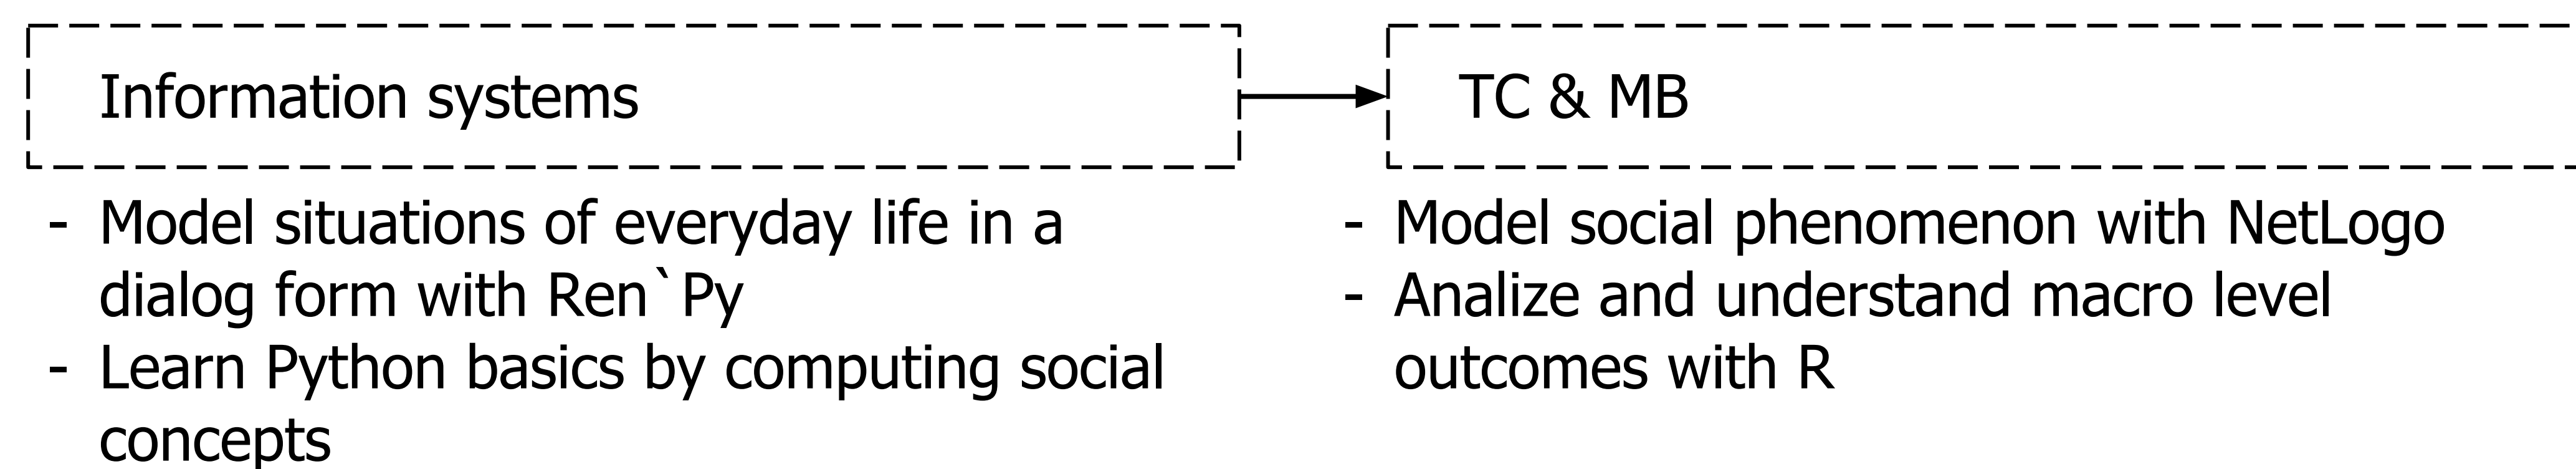 Information systems
- Model situations of everyday life in a
dialog form with Ren`Py
- Learn Python basics by computing social
concepts
TC & MB
- Model social phenomenon with NetLogo
- Analize and understand macro level
outcomes with R